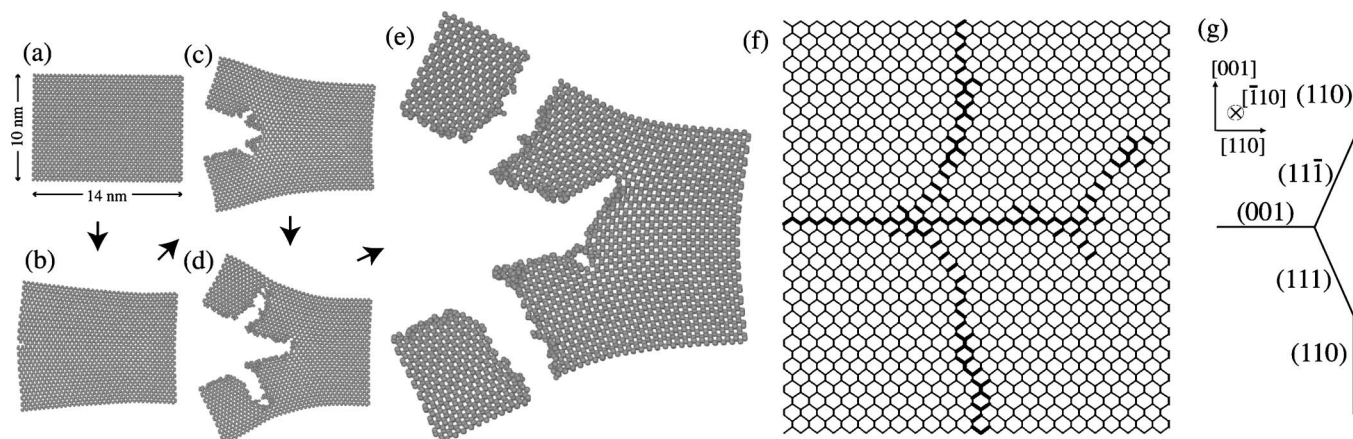 (a)
10 nm
14 nm
(b)
(c)
(d)
(e)
(f)
(g)
[001]
[1̄10]
[110]
(110)
(111̄)
(001)
(111)
(110)